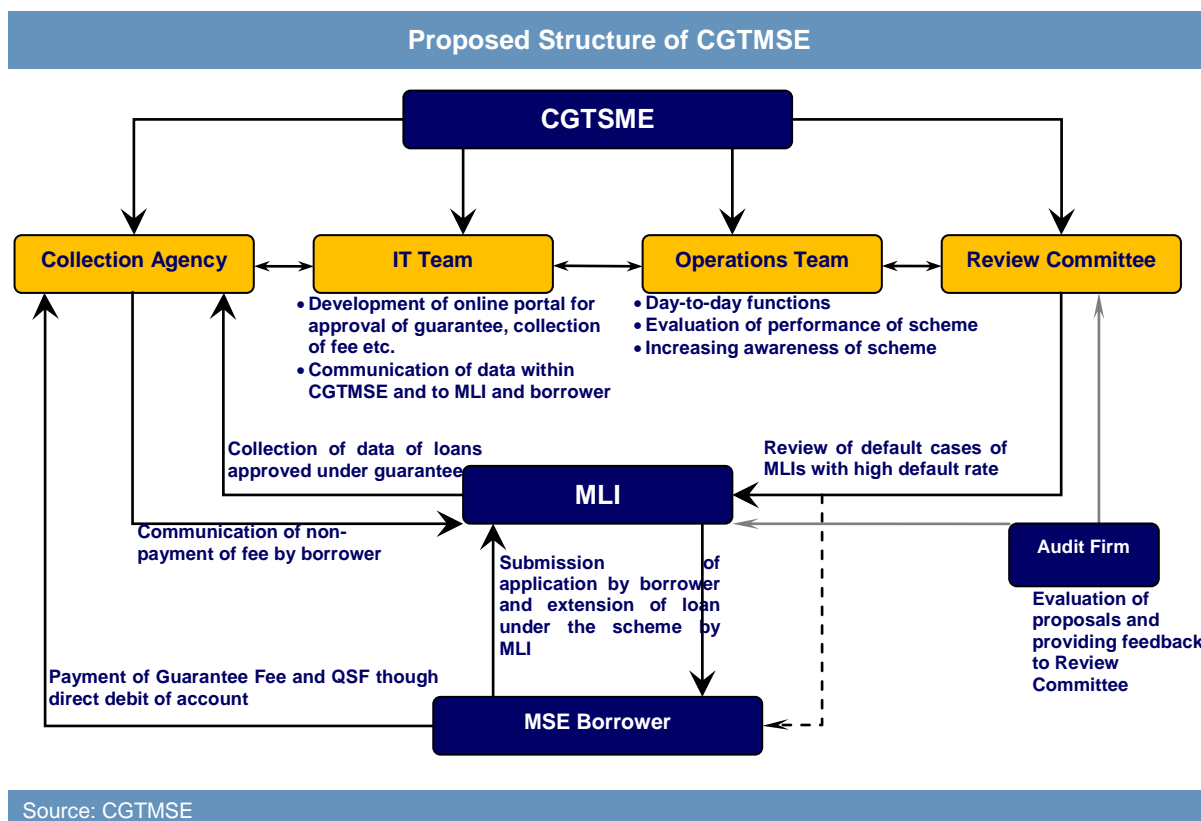 Proposed Structure of CGTMSE
CGTSME
Collection Agency
IT Team
Operations Team
Review Committee
• Development of online portal for
approval of guarantee, collection
of fee etc.
• Communication of data within
CGTMSE and to MLI and borrower
• Day-to-day functions
• Evaluation of performance of scheme
• Increasing awareness of scheme
Collection of data of loans
approved under guarantee
Review of default cases of
MLIs with high default rate
MLI
Communication of non-
payment of fee by borrower
Submission of
application by borrower
and extension of loan
under the scheme by
MLI
Audit Firm
Evaluation of
proposals and
providing feedback
to Review
Committee
Payment of Guarantee Fee and QSF though
direct debit of account
MSE Borrower
Source: CGTMSE